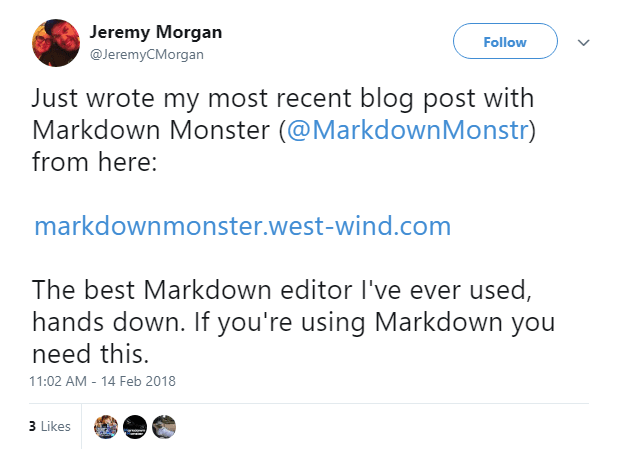 Jeremy Morgan
@JeremyCMorgan
Follow
Just wrote my most recent blog post with
Markdown Monster (@MarkdownMonstr)
from here:
markdownmonster.west-wind.com
The best Markdown editor I've ever used,
hands down. If you're using Markdown you
need this.
11:02 AM - 14 Feb 2018
3 Likes